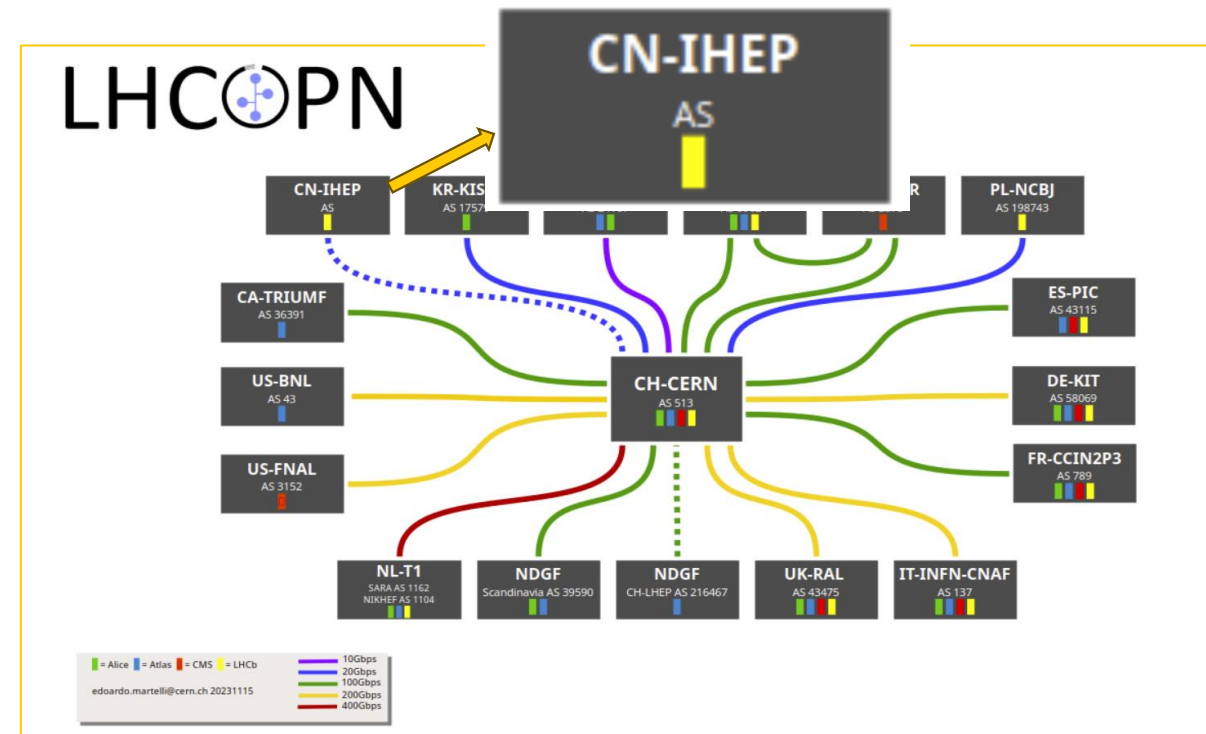 LHCOPN
CN-IHEP
AS
CN-IHEP
AS
KR-KIS
AS 17579
R
PL-NCBJ
AS 198743
CA-TRIUMF
AS 36391
ES-PIC
AS 43115
US-BNL
AS 43
CH-CERN
AS 513
DE-KIT
AS 58069
US-FNAL
AS 3152
FR-CCIN2P3
AS 789
NL-T1
SARA AS 1162
NIKHEF AS 1104
NDGF
Scandinavia AS 39590
NDGF
CH-LHEP AS 216467
UK-RAL
AS 43475
IT-INFN-CNAF
AS 137
= Alice = Atlas = CMS = LHCb
edoardo.martelli@cern.ch 20231115
10Gbps
20Gbps
100Gbps
200Gbps
400Gbps